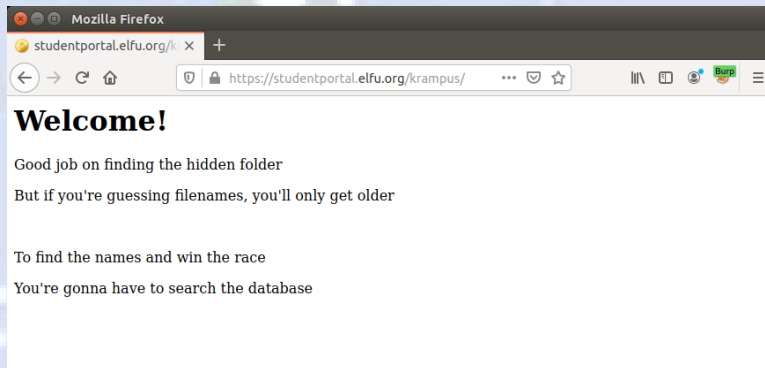 Mozilla Firefox
studentportal.elfu.org/k
https://studentportal.elfu.org/krampus/
Burp
Welcome!
Good job on finding the hidden folder
But if you're guessing filenames, you'll only get older
To find the names and win the race
You're gonna have to search the database